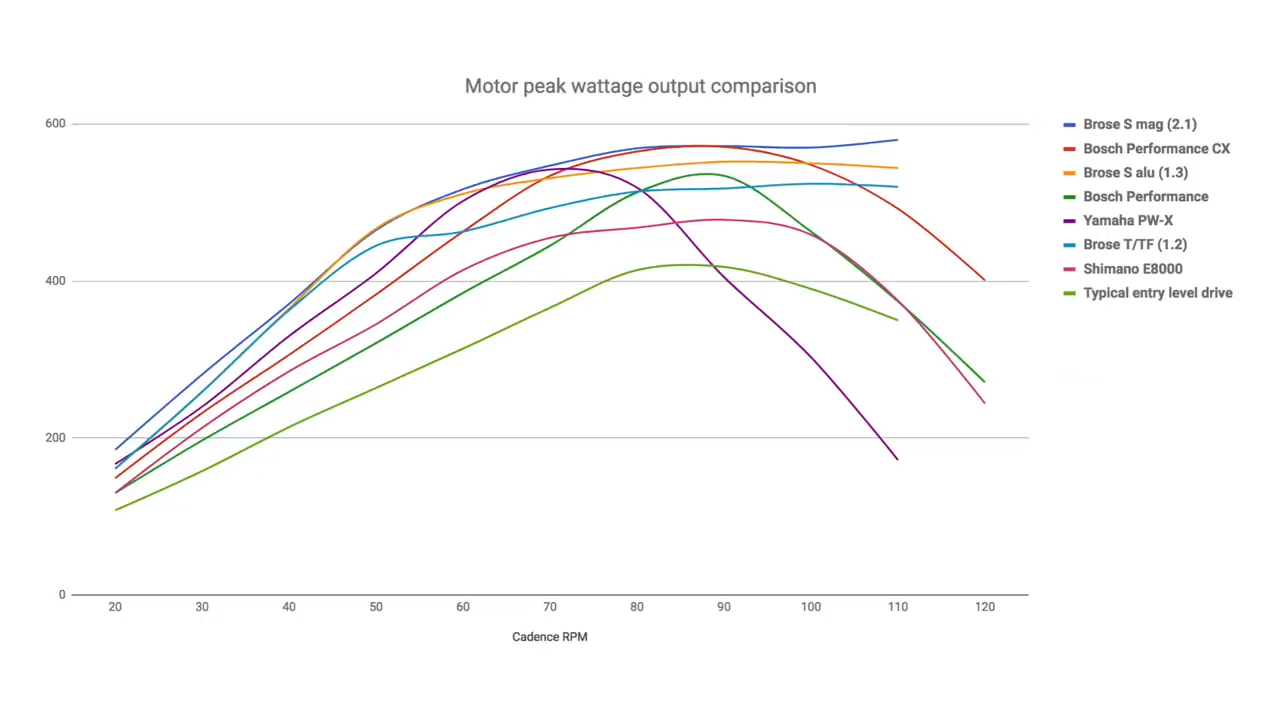 Motor peak wattage output comparison
600
400
200
0
20 30 40 50 60 70 80 90 100 110 120
Cadence RPM
Brose S mag (2.1)
Bosch Performance CX
Brose S alu (1.3)
Bosch Performance
Yamaha PW-X
Brose T/TF (1.2)
Shimano E8000
Typical entry level drive